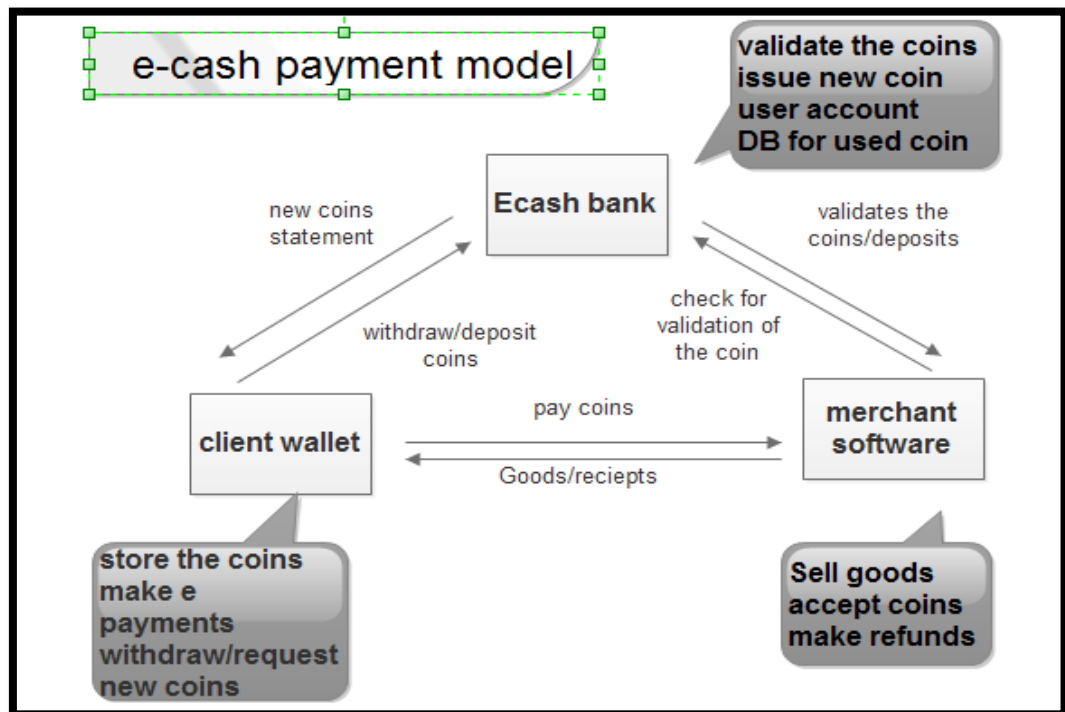 e-cash payment model
validate the coins
issue new coin
user account
DB for used coin
Ecash bank
new coins
statement
validates the
coins/deposits
withdraw/deposit
coins
check for
validation of
the coin
client wallet
pay coins
Goods/reciepts
merchant
software
store the coins
make e
payments
withdraw/request
new coins
Sell goods
accept coins
make refunds